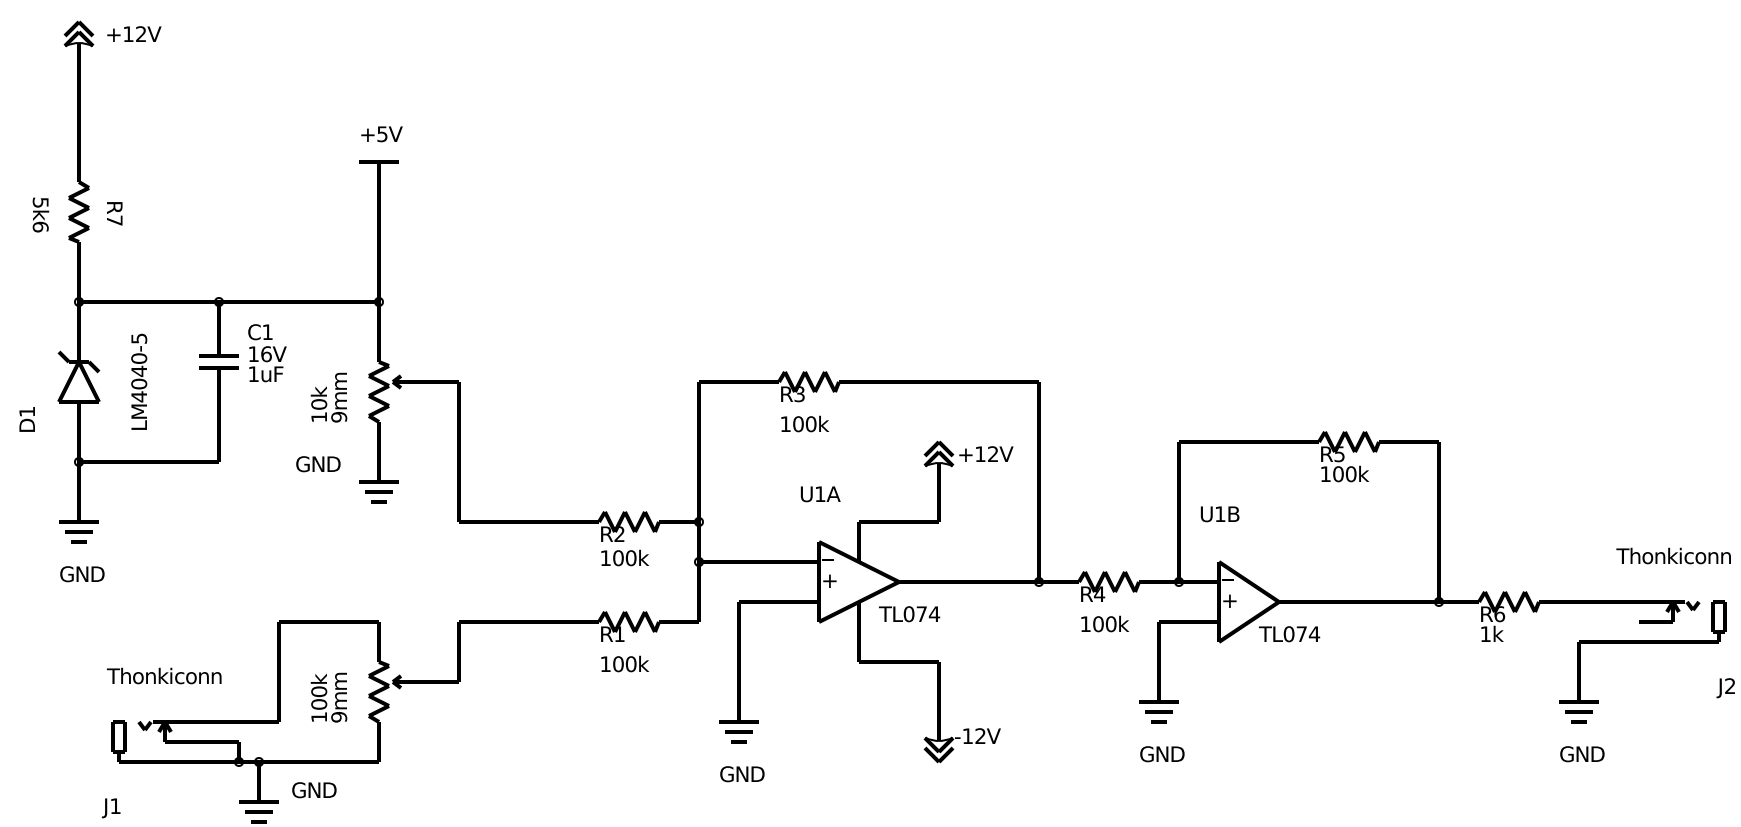 +12V
+5V
5k6
R7
D1
LM4040-5
C1
16V
1uF
10k
9mm
GND
GND
R3
100k
+12V
U1A
R2
100k
−
+
TL074
R1
100k
-12V
GND
Thonkiconn
100k
9mm
J1
GND
R5
100k
U1B
R4
100k
−
+
TL074
GND
R6
1k
Thonkiconn
J2
GND